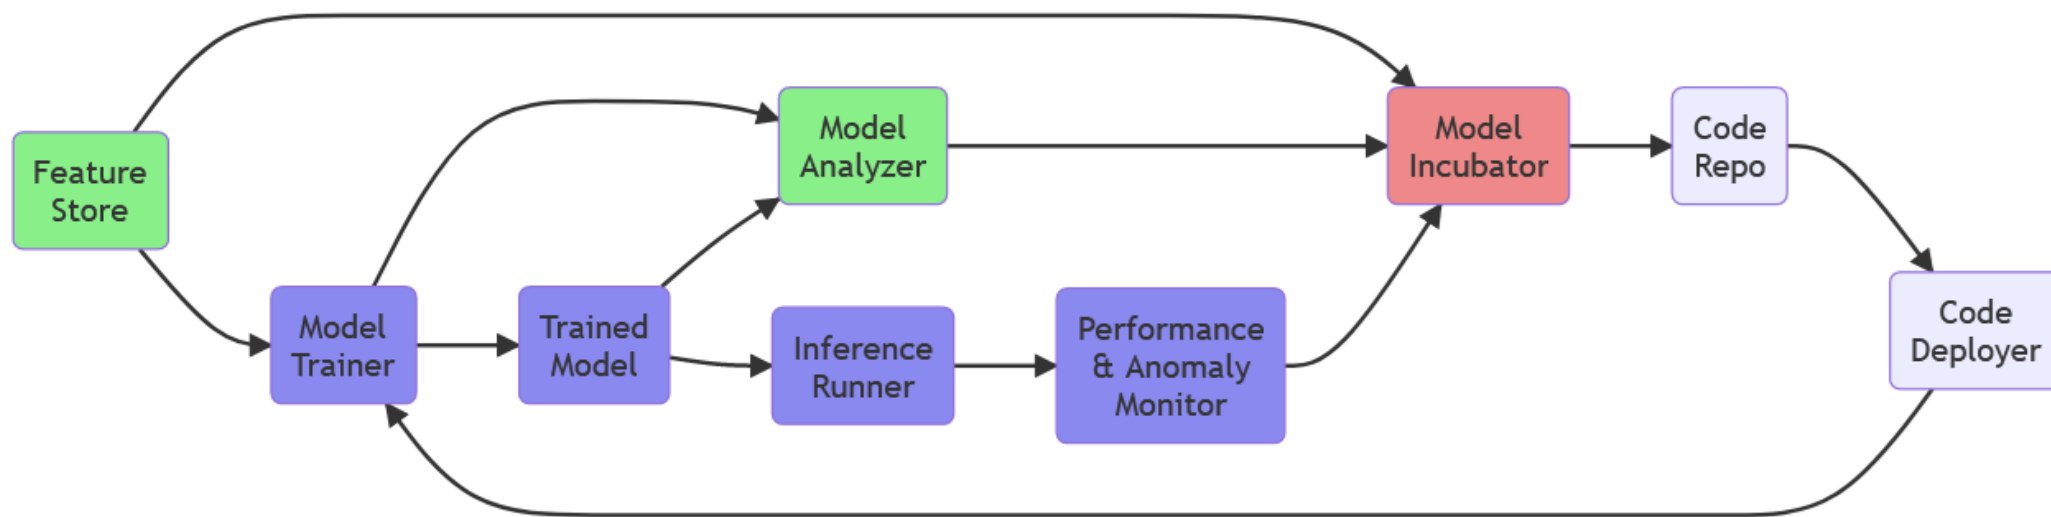 Feature
Store
Model
Trainer
Trained
Model
Model
Analyzer
Inference
Runner
Performance
& Anomaly
Monitor
Model
Incubator
Code
Repo
Code
Deployer